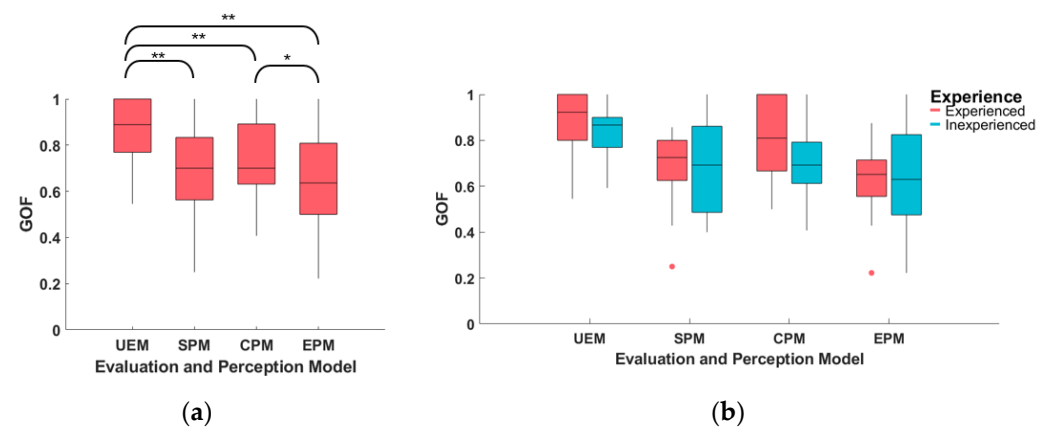 **
**
**
*
1
0.8
0.6
0.4
0.2
0
GOF
UEM SPM CPM EPM
Evaluation and Perception Model
(a)
1
0.8
0.6
0.4
0.2
0
GOF
UEM SPM CPM EPM
Evaluation and Perception Model
Experience
Experienced
Inexperienced
(b)